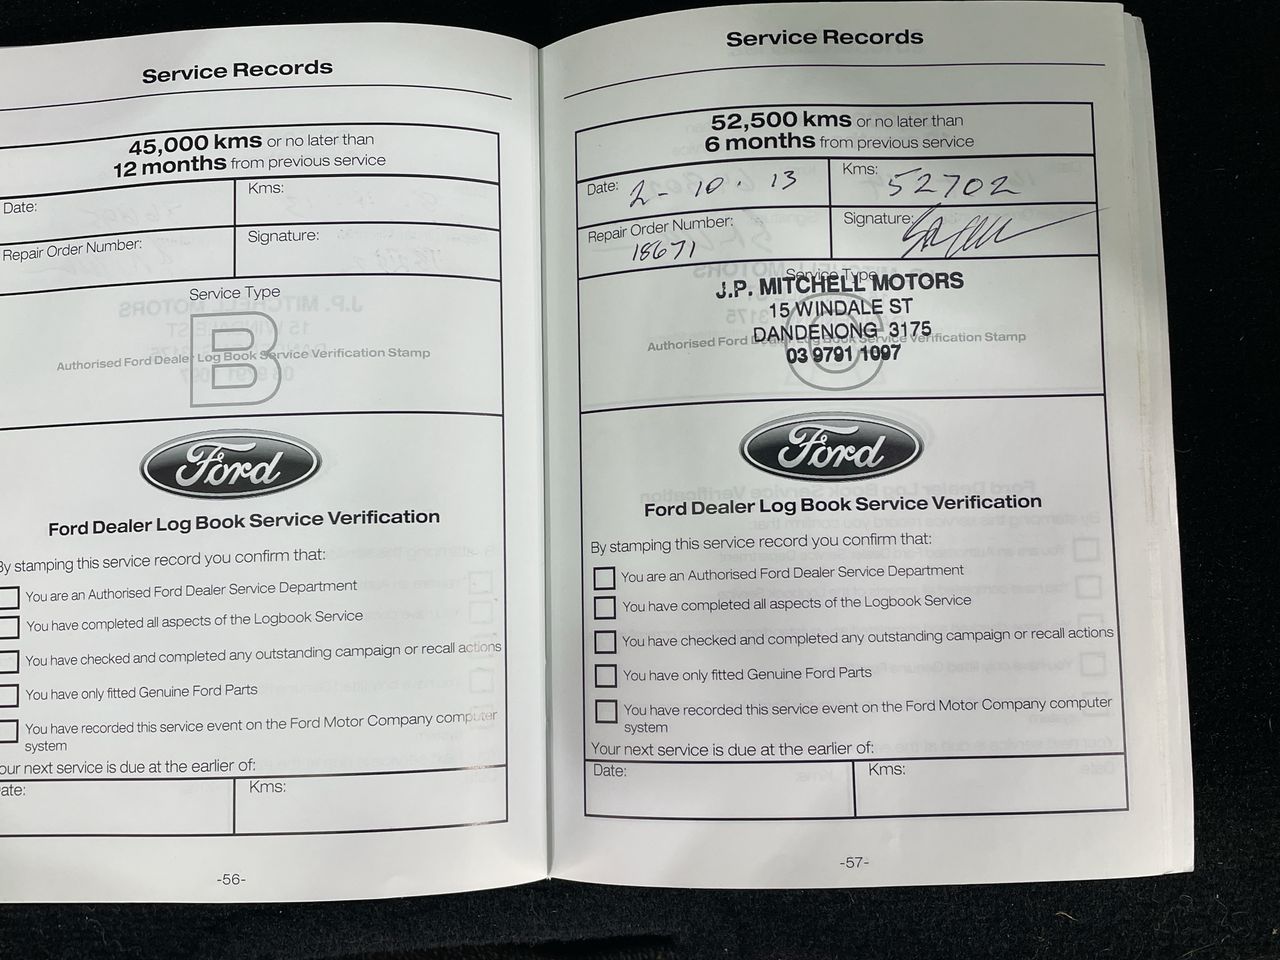 Service Records
45,000 kms or no later than
12 months from previous service
Date:
Kms:
Repair Order Number:
Signature:
Service Type
B
Authorised Ford Dealer Log Book Service Verification Stamp
Ford
Ford Dealer Log Book Service Verification
By stamping this service record you confirm that:
You are an Authorised Ford Dealer Service Department
You have completed all aspects of the Logbook Service
You have checked and completed any outstanding campaign or recall actions
You have only fitted Genuine Ford Parts
You have recorded this service event on the Ford Motor Company computer
system
our next service is due at the earlier of:
ate:
Kms:
-56-
Service Records
52,500 kms or no later than
6 months from previous service
Date: 2-10.13
Kms: 52702
Repair Order Number:
18671
Signature:
Service Type
J.P. MITCHELL MOTORS
15 WINDALE ST
DANDENONG 3175
Authorised Ford Dealer Log Book Service Verification Stamp
03 9791 1097
C
Ford
Ford Dealer Log Book Service Verification
By stamping this service record you confirm that:
You are an Authorised Ford Dealer Service Department
You have completed all aspects of the Logbook Service
You have checked and completed any outstanding campaign or recall actions
You have only fitted Genuine Ford Parts
You have recorded this service event on the Ford Motor Company computer
system
Your next service is due at the earlier of:
Date:
Kms:
-57-